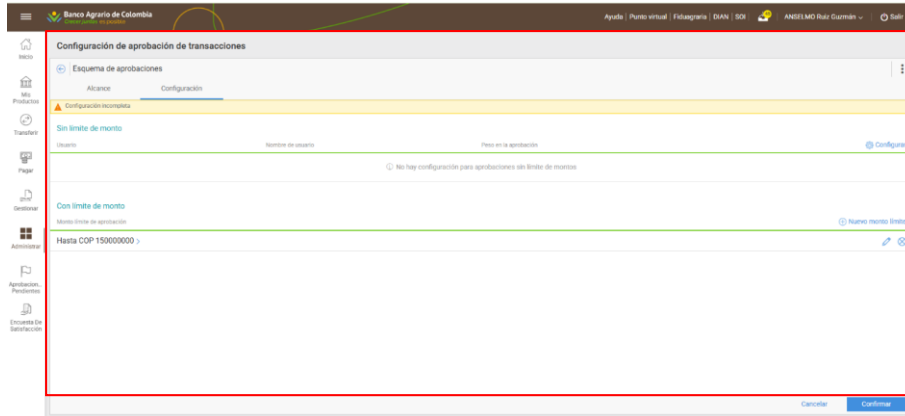 Banco Agrario de Colombia
Ayuda | Punto virtual | Fiduagraria | DIAN | SOI
ANSELMO Ruiz Guzmán
Salir
Inicio
Mis
Productos
Transferir
Pagar
Gestionar
Administrar
Aprobacion...
Pendientes
Encuesta De
Satisfacción
Configuración de aprobación de transacciones
Esquema de aprobaciones
Alcance
Configuración
Configuración incompleta
Sin límite de monto
Usuario
Nombre de usuario
Peso en la aprobación
Configurar
No hay configuración para aprobaciones sin límite de montos
Con límite de monto
Monto límite de aprobación
Nuevo monto límite
Hasta COP 150000000 >
Cancelar
Confirmar